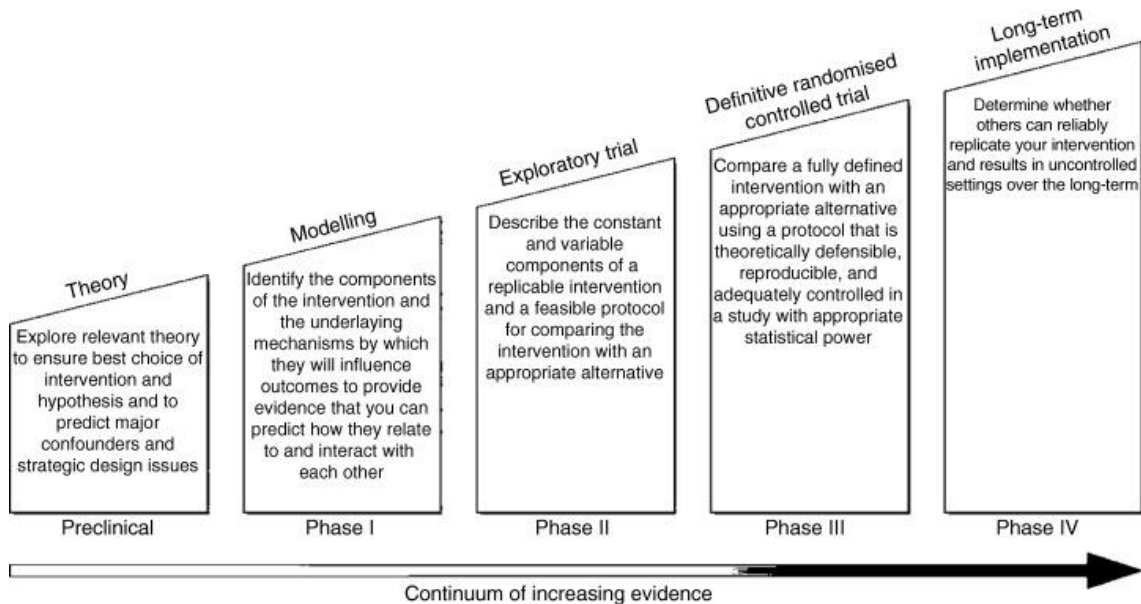 Theory
Explore relevant theory
to ensure best choice of
intervention and
hypothesis and to
predict major
confounders and
strategic design issues
Preclinical
Modelling
Identify the components
of the intervention and
the underlaying
mechanisms by which
they will influence
outcomes to provide
evidence that you can
predict how they relate
to and interact with
each other
Phase I
Exploratory trial
Describe the constant
and variable
components of a
replicable intervention
and a feasible protocol
for comparing the
intervention with an
appropriate alternative
Phase II
Definitive randomised
controlled trial
Compare a fully defined
intervention with an
appropriate alternative
using a protocol that is
theoretically defensible,
reproducible, and
adequately controlled in
a study with appropriate
statistical power
Phase III
Long-term
implementation
Determine whether
others can reliably
replicate your intervention
and results in uncontrolled
settings over the long-term
Phase IV
Continuum of increasing evidence